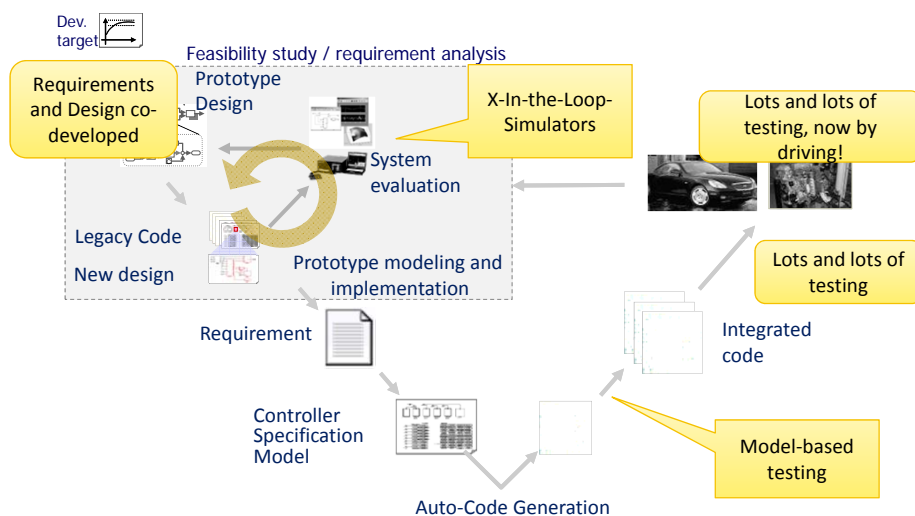 Dev.
target
Feasibility study / requirement analysis
Requirements
and Design co-
developed
Prototype
Design
X-In-the-Loop-
Simulators
System
evaluation
Lots and lots of
testing, now by
driving!
Legacy Code
New design
Prototype modeling and
implementation
Lots and lots of
testing
Requirement
Integrated
code
Controller
Specification
Model
Model-based
testing
Auto-Code Generation